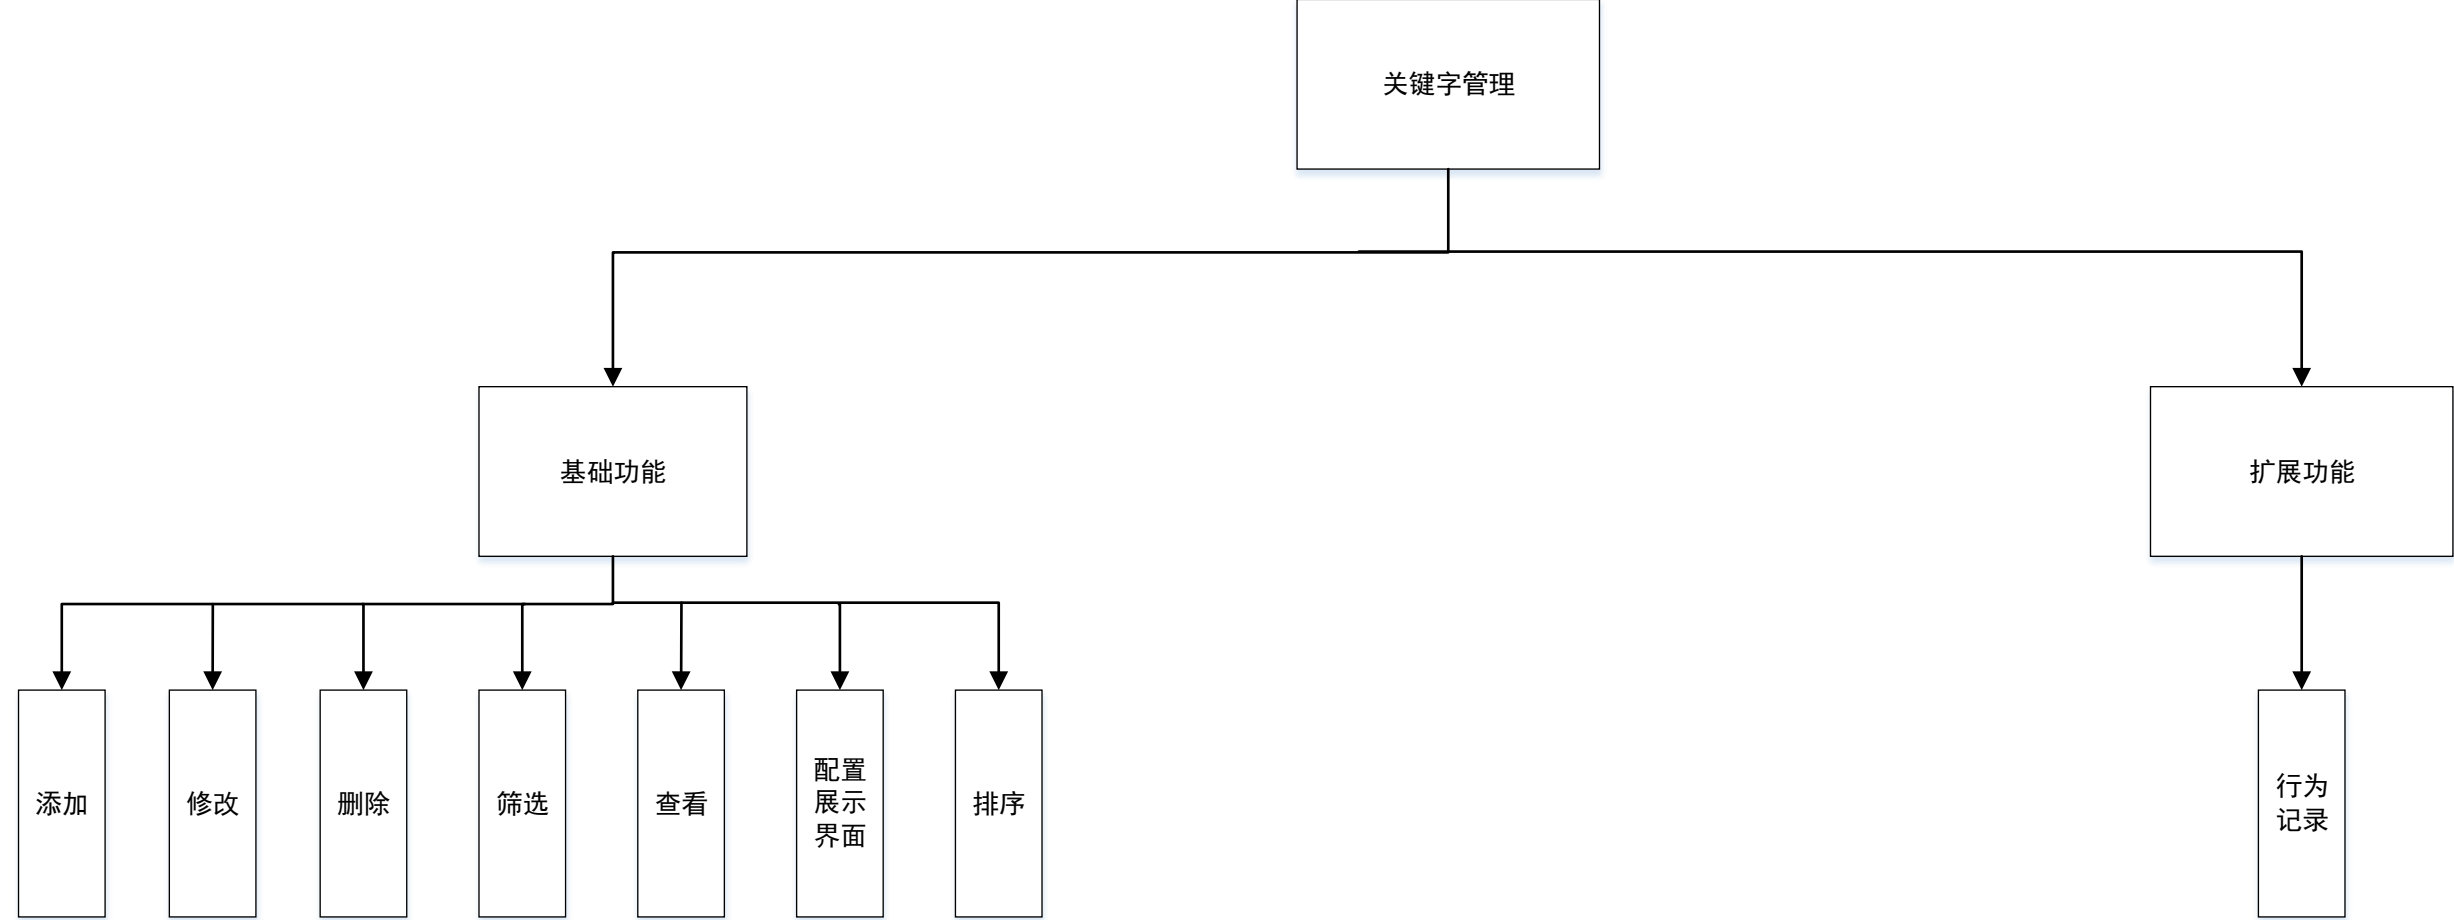 关键字管理
基础功能
扩展功能
添加
修改
删除
筛选
查看
配置
展示
界面
排序
行为
记录